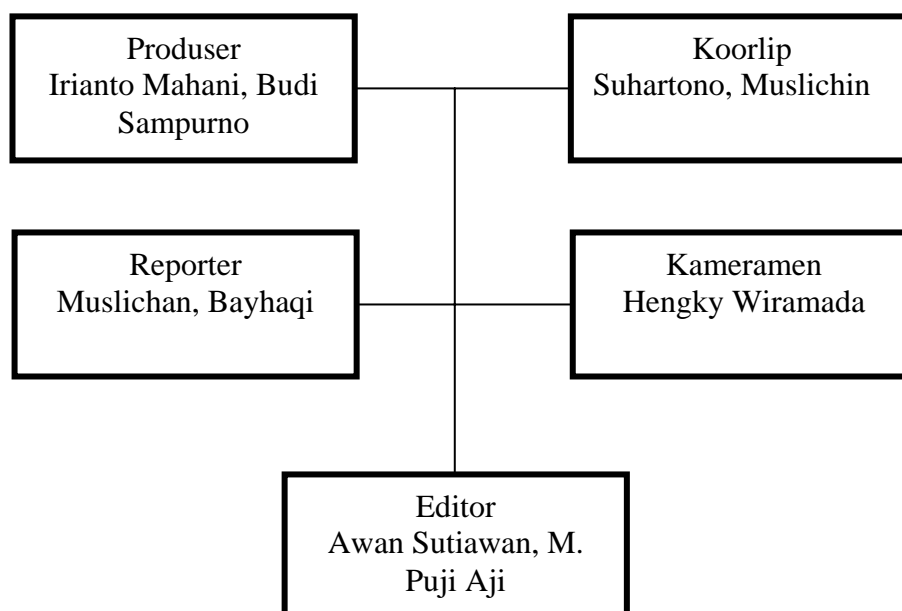 Produser
Irianto Mahani, Budi
Sampurno
Koorlip
Suhartono, Muslichin
Reporter
Muslichan, Bayhaqi
Kameramen
Hengky Wiramada
Editor
Awan Sutiawan, M.
Puji Aji